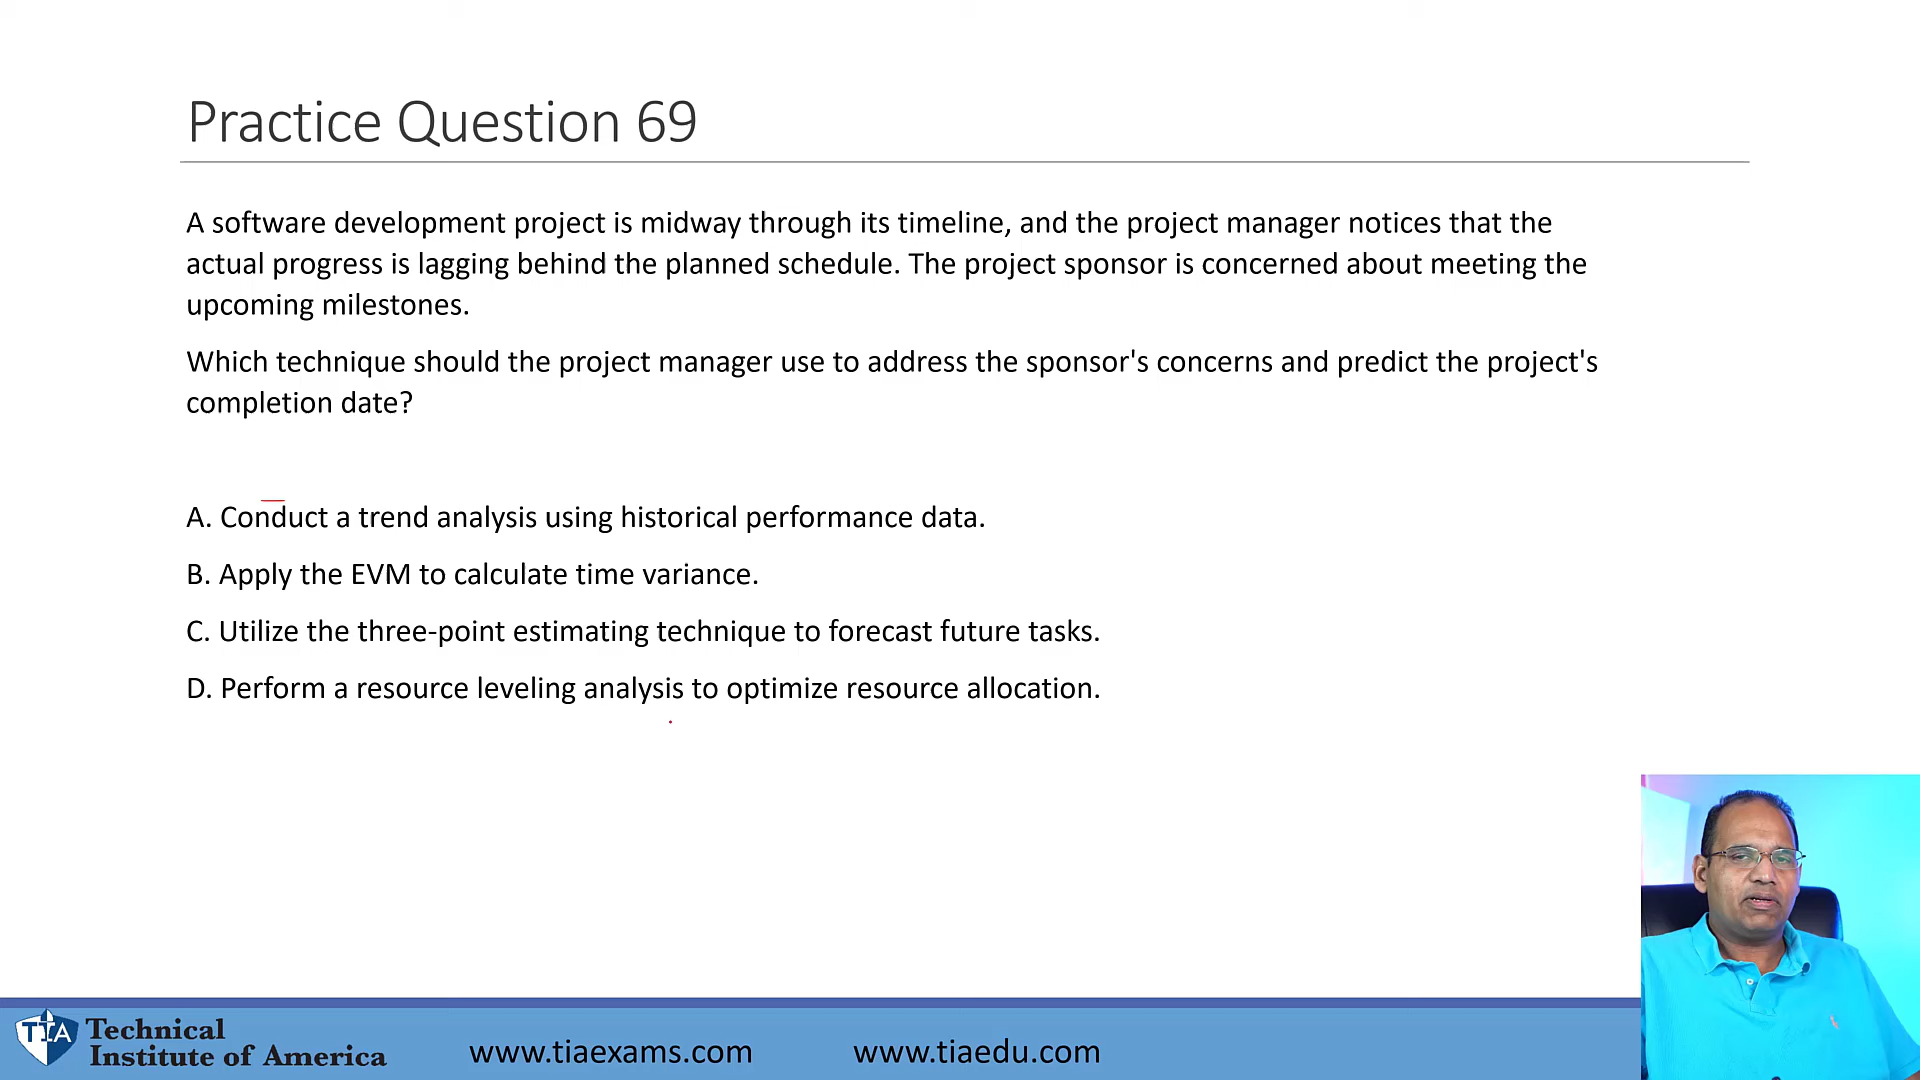 Practice Question 69
A software development project is midway through its timeline, and the project manager notices that the
actual progress is lagging behind the planned schedule. The project sponsor is concerned about meeting the
upcoming milestones.
Which technique should the project manager use to address the sponsor's concerns and predict the project's
completion date?
A. Conduct a trend analysis using historical performance data.
B. Apply the EVM to calculate time variance.
C. Utilize the three-point estimating technique to forecast future tasks.
D. Perform a resource leveling analysis to optimize resource allocation.
TIA Technical
Institute of America
www.tiaexams.com www.tiaedu.com